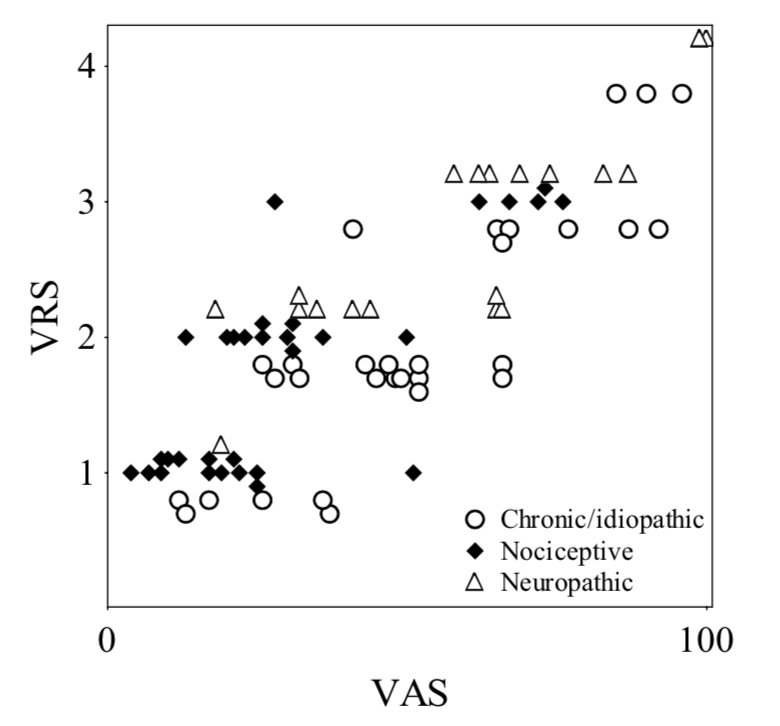 4
3
VRS
2
1
Chronic/idiopathic
Nociceptive
Neuropathic
0 100
VAS